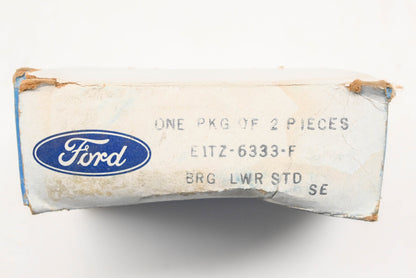 ONE PKG OF 2 PIECES
Ford
E1TZ-6333-F
BRG LWR STD
SE